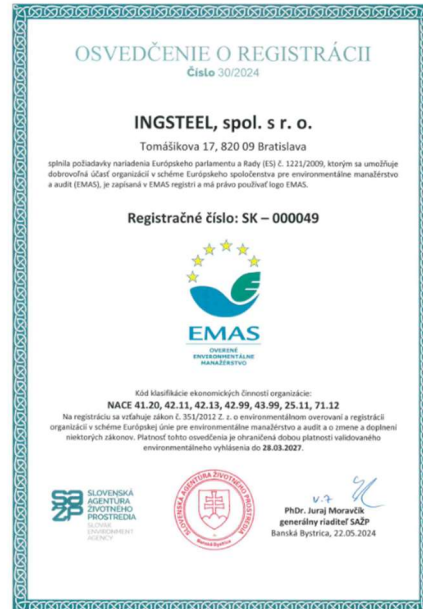 OSVEDČENIE O REGISTRÁCII
Číslo 30/2024
INGSTEEL, spol. s r. o.
Tomášikova 17, 820 09 Bratislava
splnila požiadavky nariadenia Európskeho parlamentu a Rady (ES) č. 1221/2009, ktorým sa umožňuje
dobrovoľná účasť organizácií v schéme Európskeho spoločenstva pre environmentálne manažérstvo
a audit (EMAS), je zapísaná v EMAS registri a má právo používať logo EMAS.
Registračné číslo: SK – 000049
EMAS
OVERENÉ
ENVIRONMENTÁLNE
MANAŽÉRSTVO
Kód klasifikácie ekonomických činností organizácie:
NACE 41.20, 42.11, 42.13, 42.99, 43.99, 25.11, 71.12
Na registráciu sa vzťahuje zákon č. 351/2012 Z. z. o environmentálnom overovaní a registrácii
organizácií v schéme Európskej únie pre environmentálne manažérstvo a audit a o zmene a doplnení
niektorých zákonov. Platnosť tohto osvedčenia je ohraničená dobou platnosti validovaného
environmentálneho vyhlásenia do 28.03.2027.
SLOVENSKÁ
AGENTÚRA
ŽIVOTNÉHO
PROSTREDIA
SLOVAK
ENVIRONMENT
AGENCY
SLOVENSKÁ AGENTÚRA ŽIVOTNÉHO PROSTREDIA
Banská Bystrica
v.z
PhDr. Juraj Moravčík
generálny riaditeľ SAŽP
Banská Bystrica, 22.05.2024